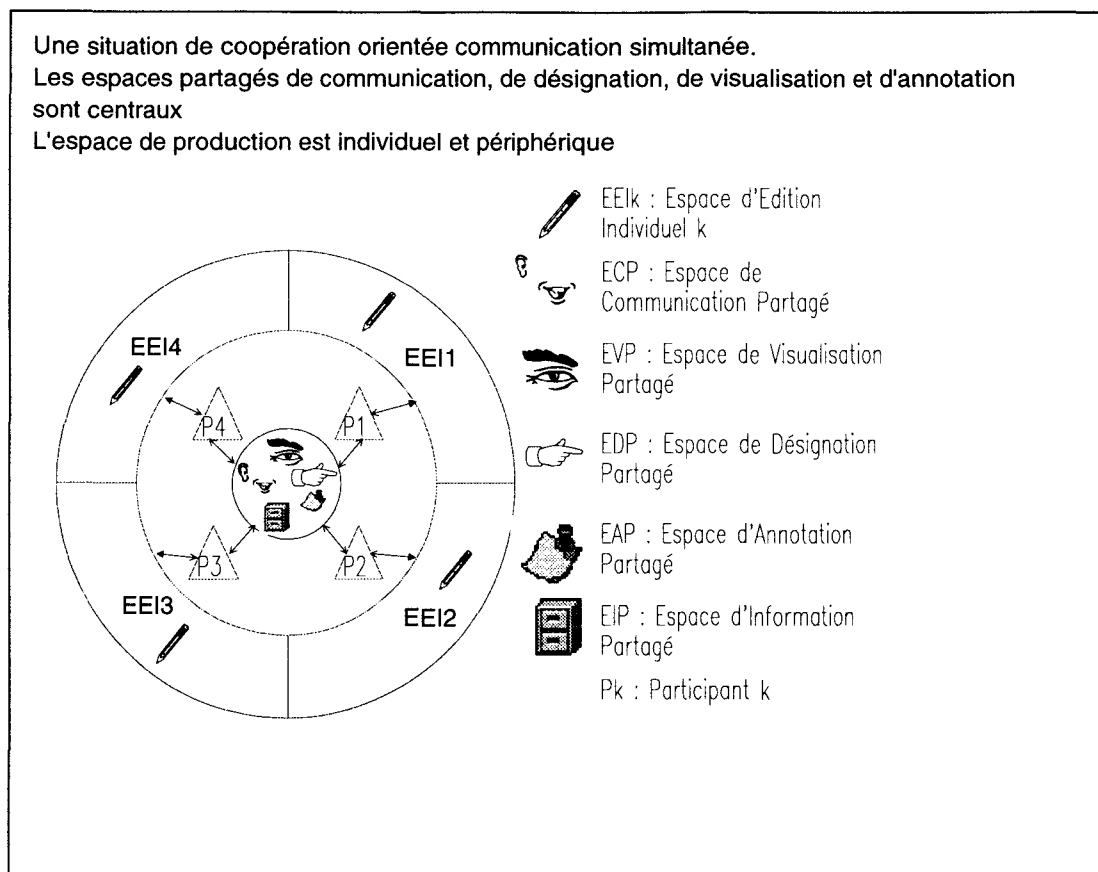 Une situation de coopération orientée communication simultanée.
Les espaces partagés de communication, de désignation, de visualisation et d'annotation
sont centraux
L'espace de production est individuel et périphérique
EEIk : Espace d'Edition
Individuel k
ECP : Espace de
Communication Partagé
EVP : Espace de Visualisation
Partagé
EDP : Espace de Désignation
Partagé
EAP : Espace d'Annotation
Partagé
EIP : Espace d'Information
Partagé
Pk : Participant k
EEI4
EEI1
P4
P1
P3
P2
EEI3
EEI2